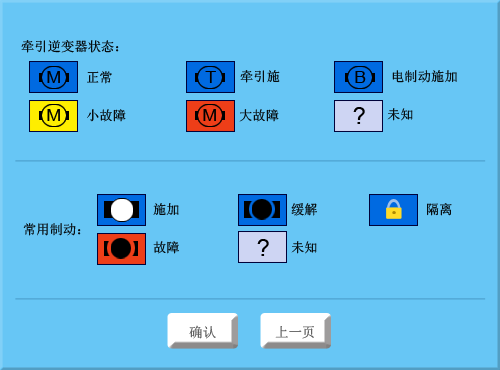 牵引逆变器状态：
M 正常 T 牵引施 B 电制动施加
M 小故障 M 大故障 ? 未知
施加 缓解 隔离
常用制动：
故障 ? 未知
确认 上一页